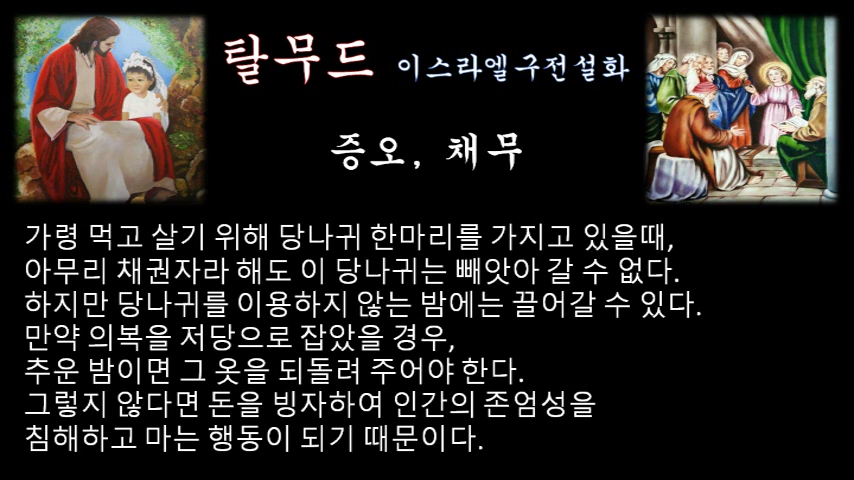 탈무드 이스라엘구전설화
증오, 채무
가령 먹고 살기 위해 당나귀 한마리를 가지고 있을때,
아무리 채권자라 해도 이 당나귀는 빼앗아 갈 수 없다.
하지만 당나귀를 이용하지 않는 밤에는 끌어갈 수 있다.
만약 의복을 저당으로 잡았을 경우,
추운 밤이면 그 옷을 되돌려 주어야 한다.
그렇지 않다면 돈을 빙자하여 인간의 존엄성을
침해하고 마는 행동이 되기 때문이다.